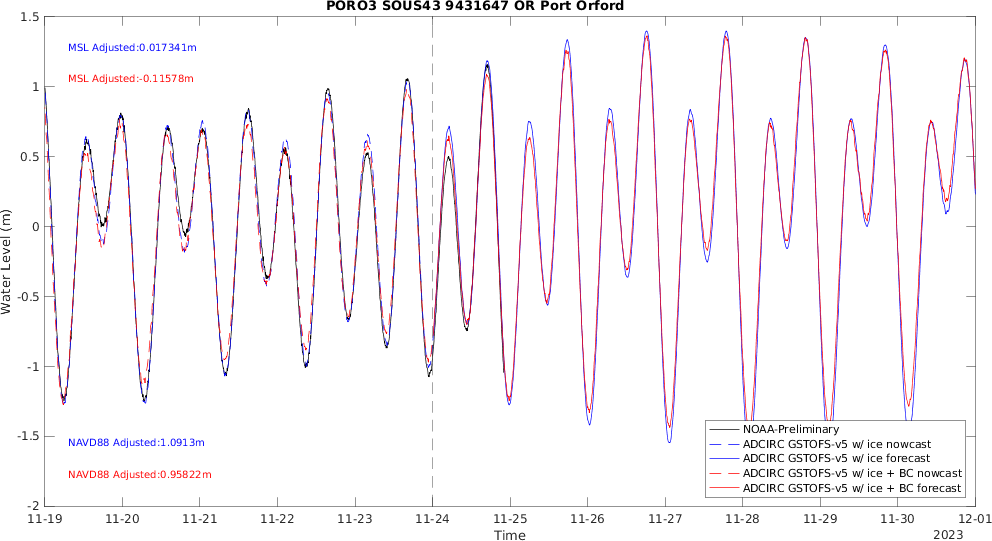 PORO3 SOUS43 9431647 OR Port Orford
1.5
MSL Adjusted:0.017341m
MSL Adjusted:-0.11578m
1
0.5
0
Water Level (m)
-0.5
-1
-1.5
NAVD88 Adjusted:1.0913m
NAVD88 Adjusted:0.95822m
-2
NOAA-Preliminary
ADCIRC GSTOFS-v5 w/ ice nowcast
ADCIRC GSTOFS-v5 w/ ice forecast
ADCIRC GSTOFS-v5 w/ ice + BC nowcast
ADCIRC GSTOFS-v5 w/ ice + BC forecast
11-19 11-20 11-21 11-22 11-23 11-24 11-25 11-26 11-27 11-28 11-29 11-30 12-01
Time
2023